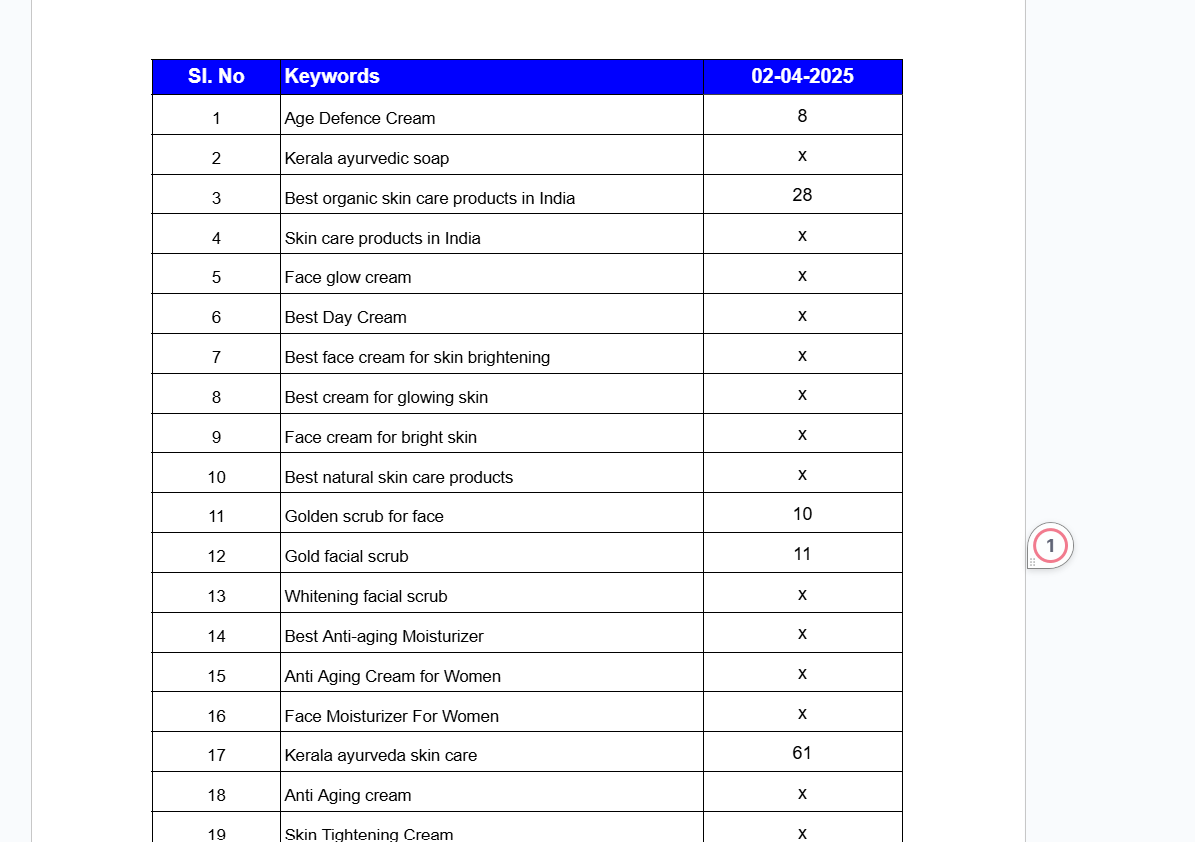 Sl. No Keywords 02-04-2025
1 Age Defence Cream 8
2 Kerala ayurvedic soap x
3 Best organic skin care products in India 28
4 Skin care products in India x
5 Face glow cream x
6 Best Day Cream x
7 Best face cream for skin brightening x
8 Best cream for glowing skin x
9 Face cream for bright skin x
10 Best natural skin care products x
11 Golden scrub for face 10
12 Gold facial scrub 11
13 Whitening facial scrub x
14 Best Anti-aging Moisturizer x
15 Anti Aging Cream for Women x
16 Face Moisturizer For Women x
17 Kerala ayurveda skin care 61
18 Anti Aging cream x
19 Skin Tightening Cream x
1